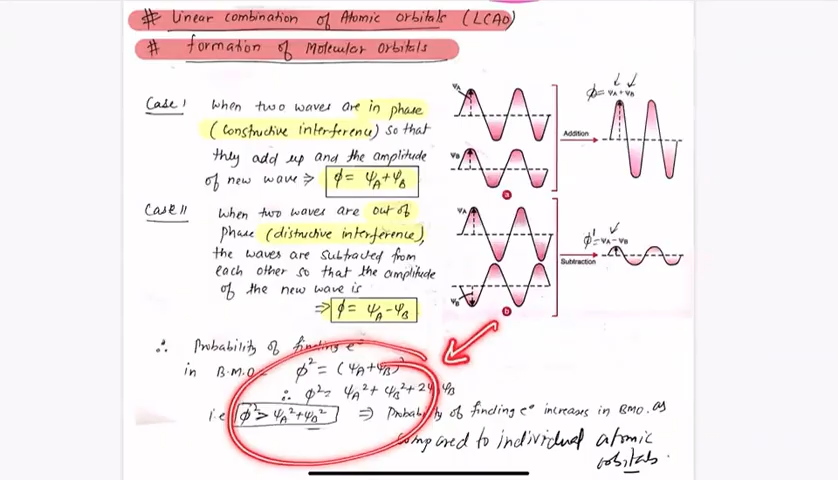 # Linear combination of Atomic orbitals (LCAO)
# formation of Molecular orbitals
Case I when two waves are in phase
(constructive interference) so that
they add up and the amplitude
of new wave ⇒ ϕ = ψA + ψB
Case II when two waves are out of
phase (distructive interference),
the waves are subtracted from
each other so that the amplitude
of the new wave is
⇒ ϕ = ψA - ψB
ψA
ψB
a
Addition
ϕ = ψA + ψB
ψA
ψB
b
Subtraction
ϕ' = ψA - ψB
∴ Probability of finding e⁻
in B.M.O = ϕ² = (ψA + ψB)²
∴ ϕ² = ψA² + ψB² + 2ψAψB
i.e ϕ² > ψA² + ψB² ⇒ Probability of finding e⁻ increases in BMO. as
compared to individual atomic
orbitals.